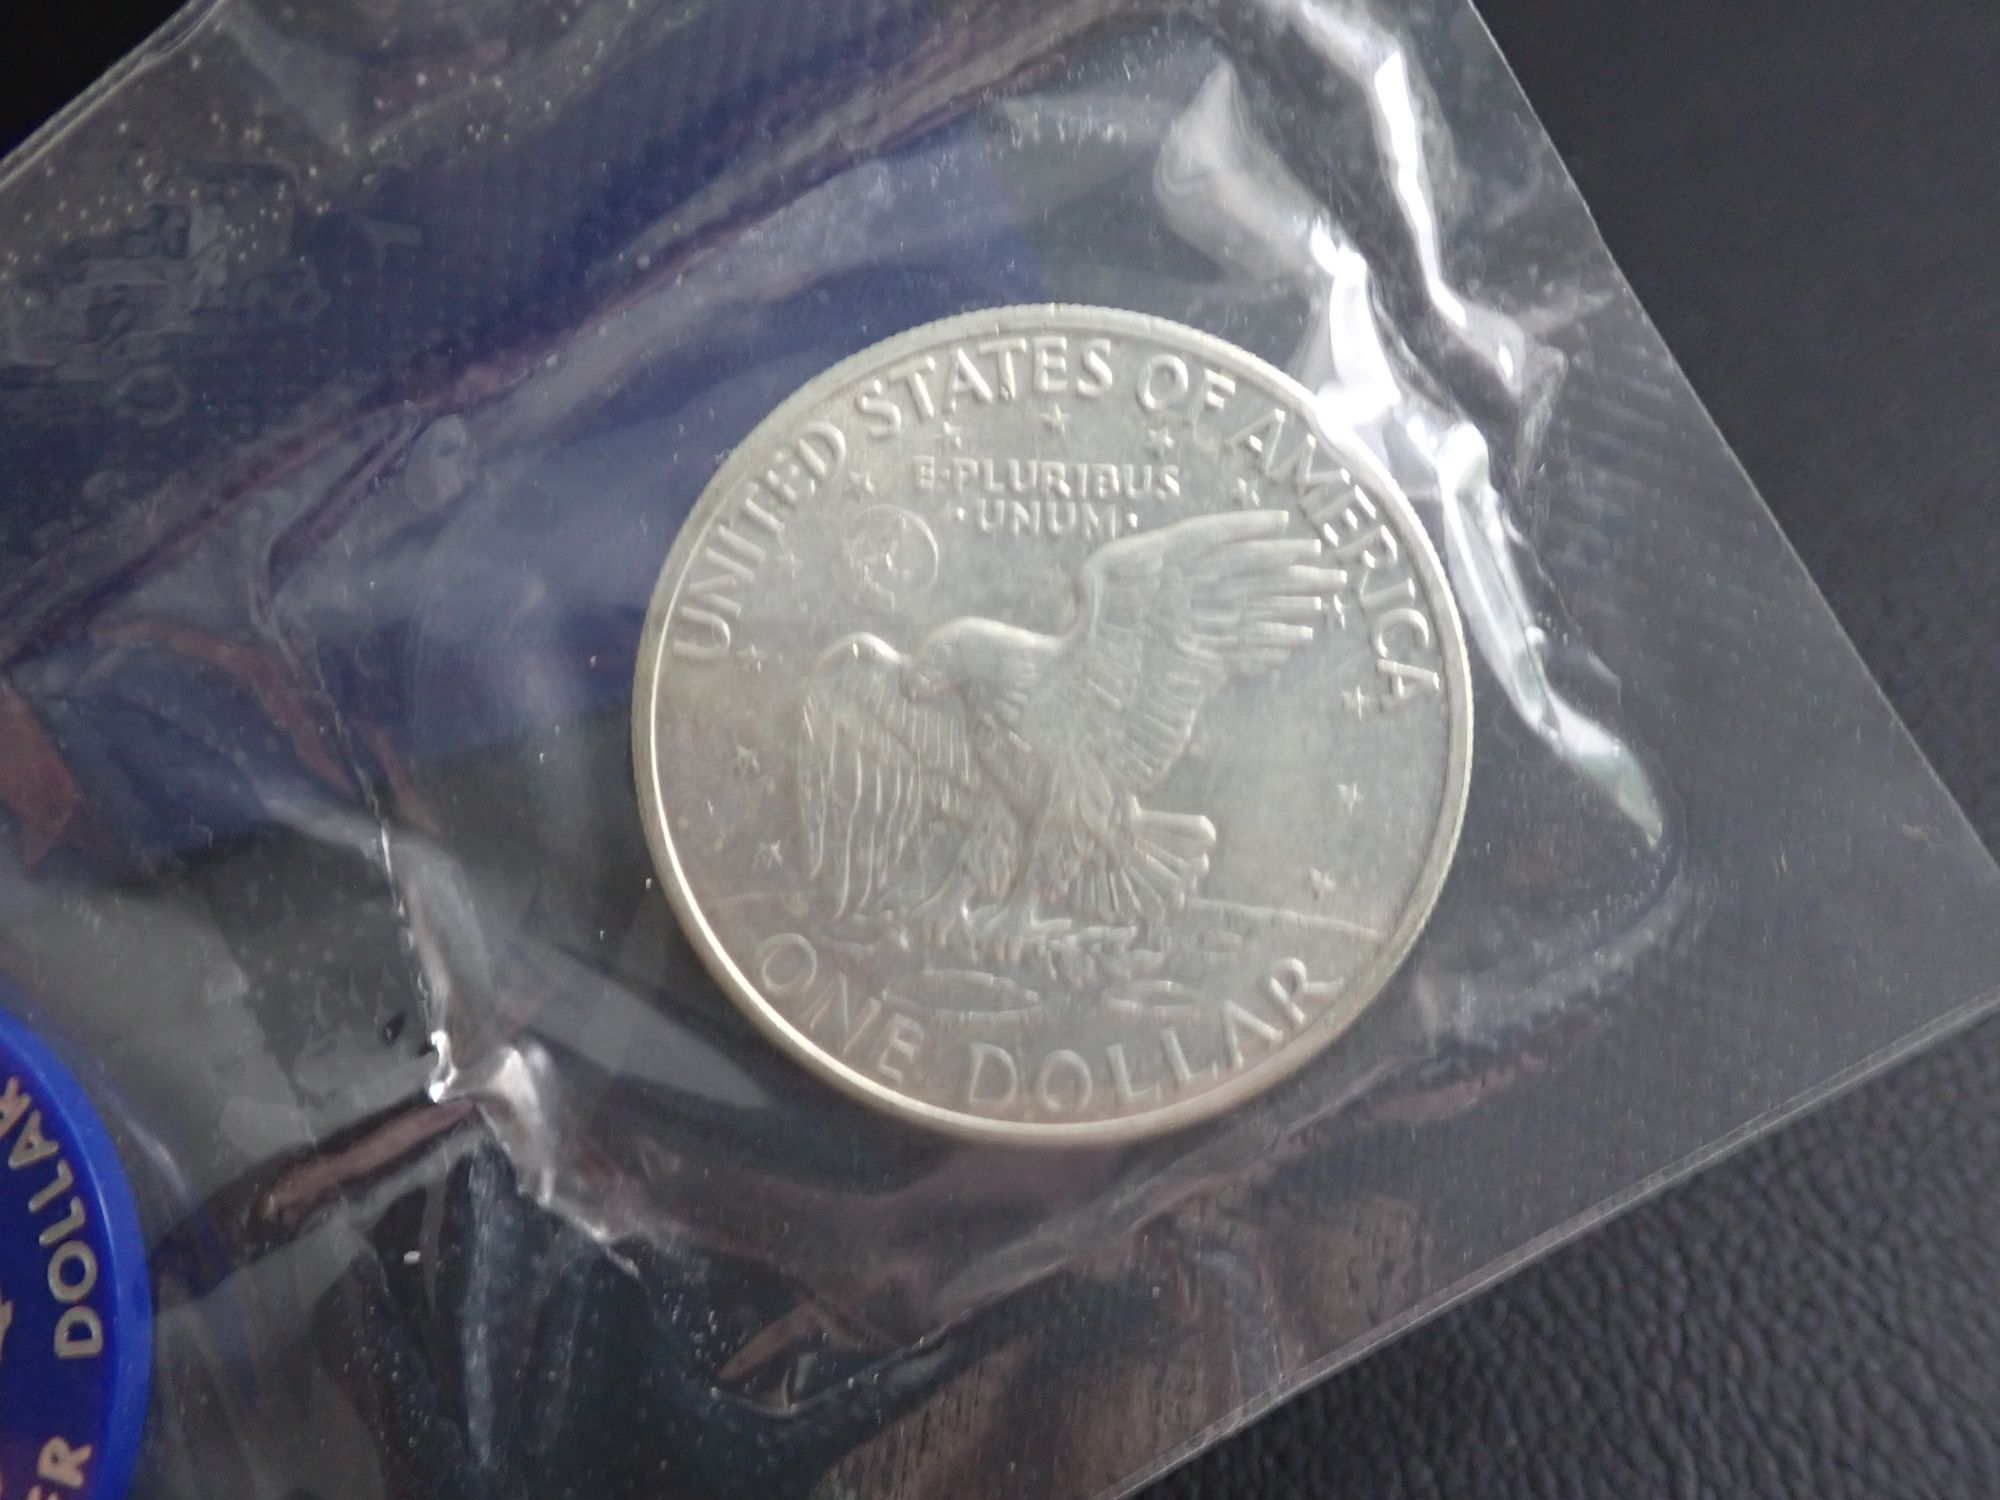 UNITED STATES OF AMERICA
E·PLURIBUS
·UNUM·
ONE DOLLAR
DOLLAR